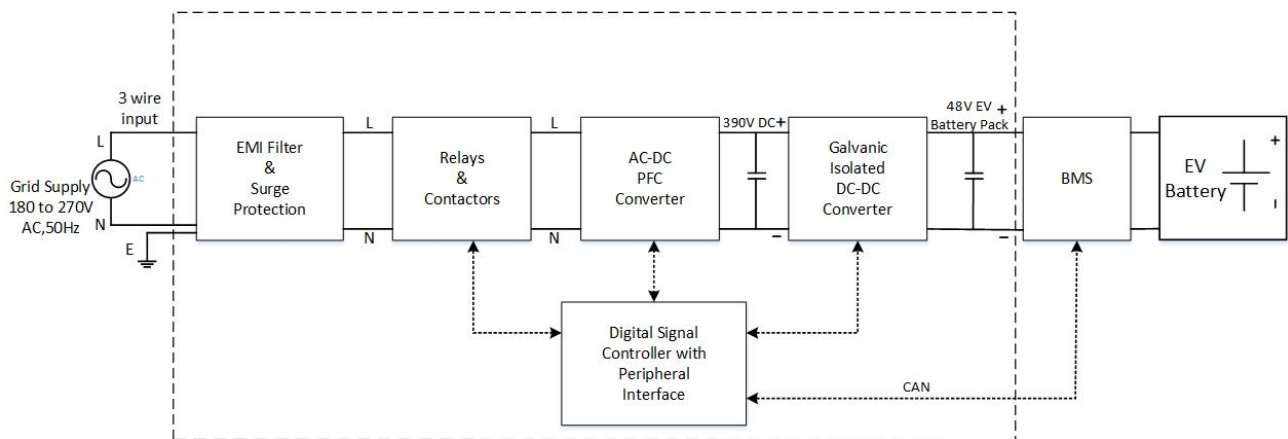 3 wire
input
L
AC
Grid Supply
180 to 270V
AC,50Hz
N
E
EMI Filter
&
Surge
Protection
L
N
Relays
&
Contactors
L
N
AC-DC
PFC
Converter
390V DC+
−
Galvanic
Isolated
DC-DC
Converter
48V EV +
Battery Pack
−
BMS
EV
Battery
+
−
Digital Signal
Controller with
Peripheral
Interface
CAN